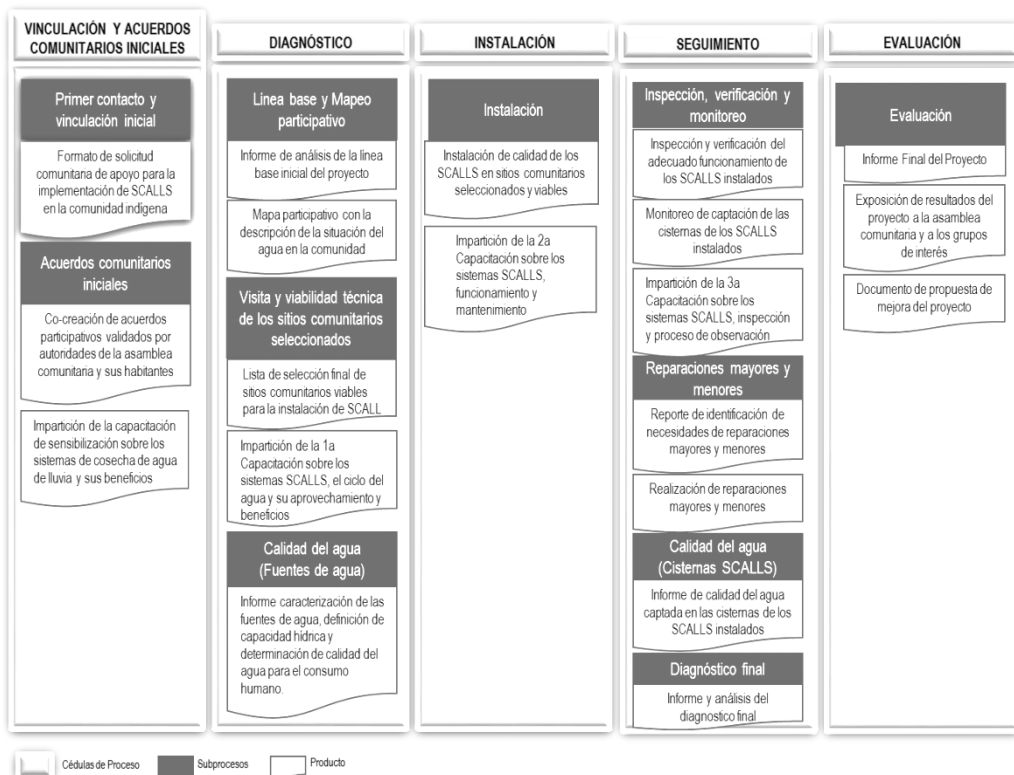 VINCULACIÓN Y ACUERDOS
COMUNITARIOS INICIALES
Primer contacto y
vinculación inicial
Formato de solicitud
comunitaria de apoyo para la
implementación de SCALLS
en la comunidad indígena
Acuerdos comunitarios
iniciales
Co-creación de acuerdos
participativos validados por
autoridades de la asamblea
comunitaria y sus habitantes
Impartición de la capacitación
de sensibilización sobre los
sistemas de cosecha de agua
de lluvia y sus beneficios
DIAGNÓSTICO
Linea base y Mapeo
participativo
Informe de análisis de la línea
base inicial del proyecto
Mapa participativo con la
descripción de la situación del
agua en la comunidad
Visita y viabilidad técnica
de los sitios comunitarios
seleccionados
Lista de selección final de
sitios comunitarios viables
para la instalación de SCALL
Impartición de la 1a
Capacitación sobre los
sistemas SCALLS, el ciclo del
agua y su aprovechamiento y
beneficios
Calidad del agua
(Fuentes de agua)
Informe caracterización de las
fuentes de agua, definición de
capacidad hídrica y
determinación de calidad del
agua para el consumo
humano.
INSTALACIÓN
Instalación
Instalación de calidad de los
SCALLS en sitios comunitarios
seleccionados y viables
Impartición de la 2a
Capacitación sobre los
sistemas SCALLS,
funcionamiento y
mantenimiento
SEGUIMIENTO
Inspección, verificación y
monitoreo
Inspección y verificación del
adecuado funcionamiento de
los SCALLS instalados
Monitoreo de captación de las
cisternas de los SCALLS
instalados
Impartición de la 3a
Capacitación sobre los
sistemas SCALLS, inspección
y proceso de observación
Reparaciones mayores y
menores
Reporte de identificación de
necesidades de reparaciones
mayores y menores
Realización de reparaciones
mayores y menores
Calidad del agua
(Cisternas SCALLS)
Informe de calidad del agua
captada en las cisternas de los
SCALLS instalados
Diagnóstico final
Informe y análisis del
diagnostico final
EVALUACIÓN
Evaluación
Informe Final del Proyecto
Exposición de resultados del
proyecto a la asamblea
comunitaria y a los grupos
de interés
Documento de propuesta de
mejora del proyecto
Cédulas de Proceso
Subprocesos
Producto